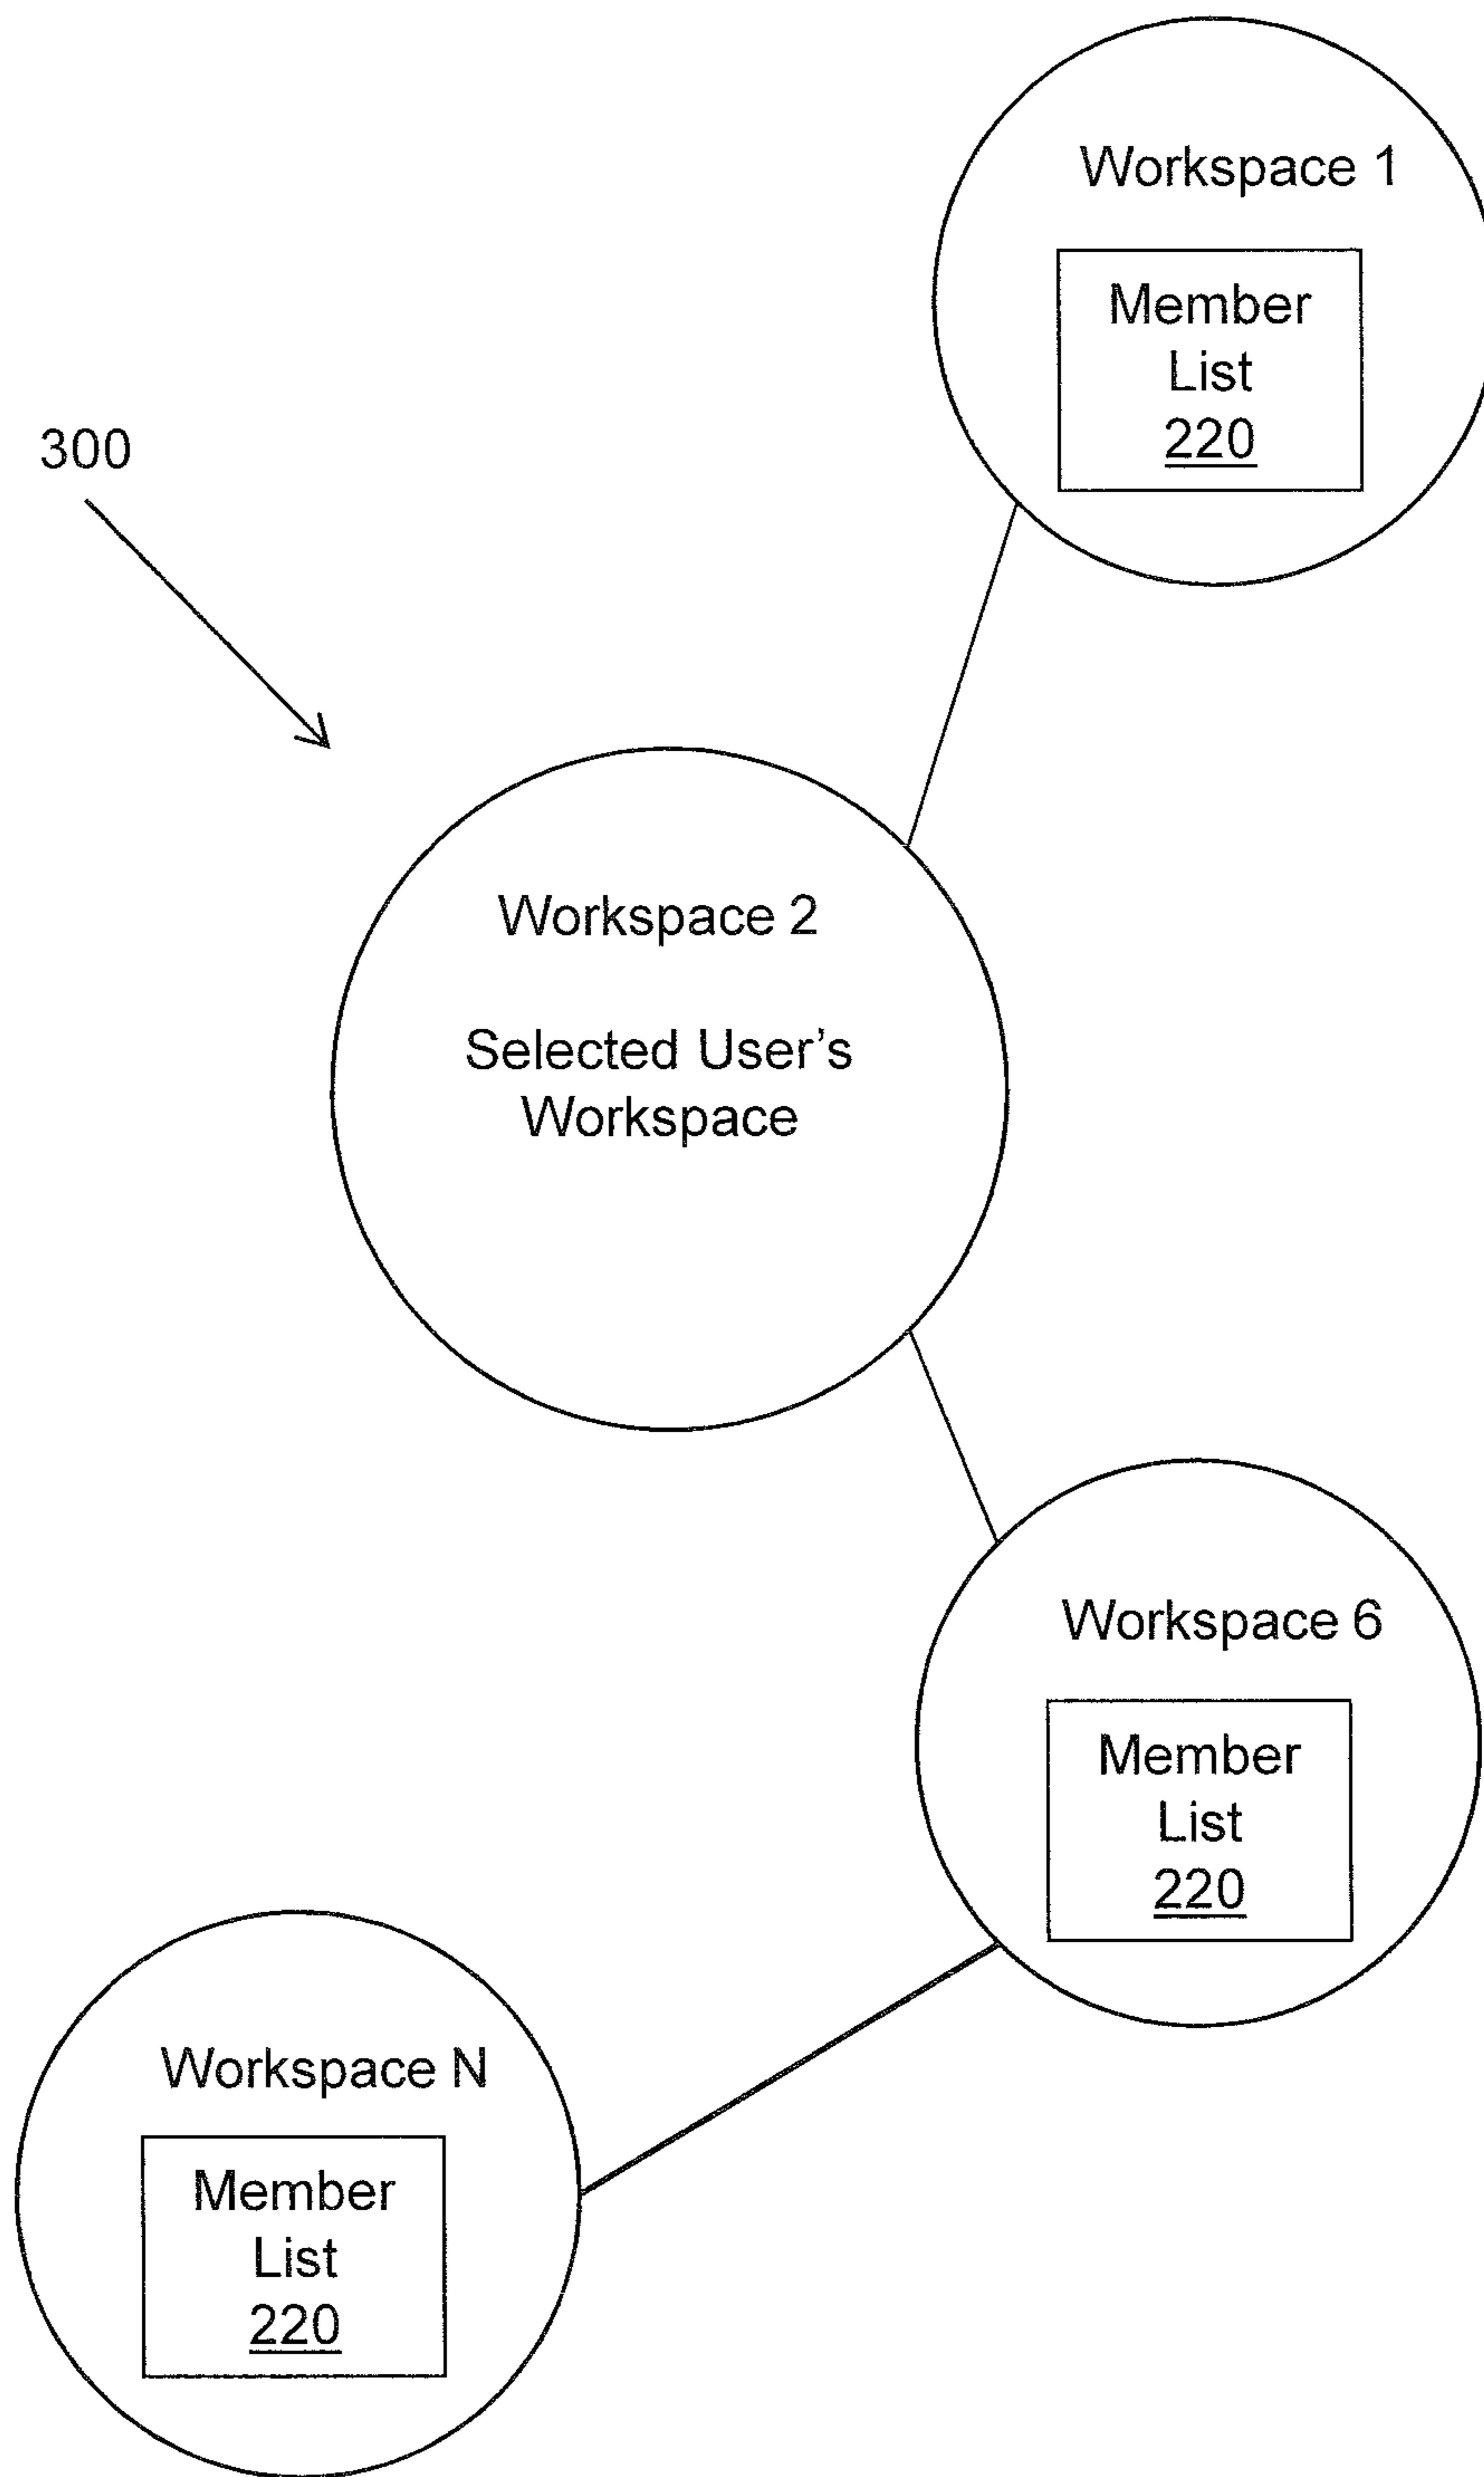 Workspace 1
Member
List
220
300
Workspace 2
Selected User's
Workspace
Workspace 6
Member
List
220
Workspace N
Member
List
220